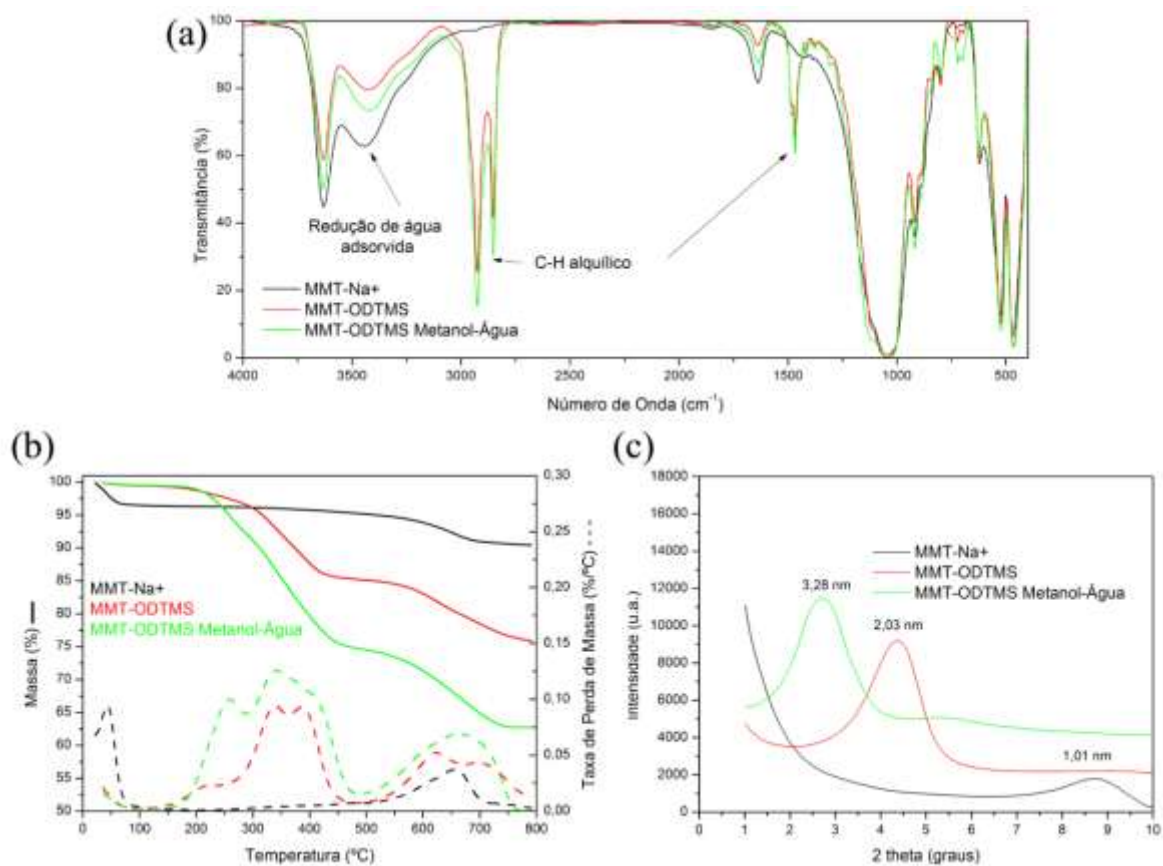 (a)
100
80
60
40
20
0
Transmitância (%)
Redução de água
adsorvida
C-H alquílico
MMT-Na+
MMT-ODTMS
MMT-ODTMS Metanol-Água
4000 3500 3000 2500 2000 1500 1000 500
Número de Onda (cm⁻¹)
(b)
100
95
90
85
80
75
70
65
60
55
50
Massa (%)
MMT-Na+
MMT-ODTMS
MMT-ODTMS Metanol-Água
0,30
0,25
0,20
0,15
0,10
0,05
0,00
Taxa de Perda de Massa (%/ºC)
0 100 200 300 400 500 600 700 800
Temperatura (ºC)
(c)
18000
16000
14000
12000
10000
8000
6000
4000
2000
0
Intensidade (u.a.)
MMT-Na+
MMT-ODTMS
MMT-ODTMS Metanol-Água
3,28 nm
2,03 nm
1,01 nm
0 1 2 3 4 5 6 7 8 9 10
2 theta (graus)